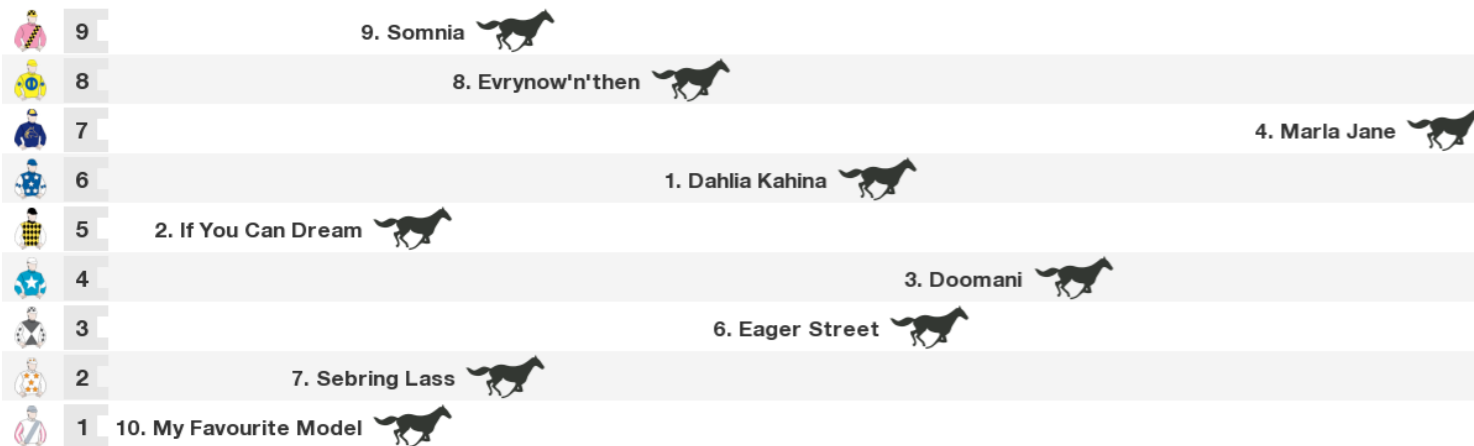 9 9. Somnia
8 8. Evrynow'n'then
7 4. Marla Jane
6 1. Dahlia Kahina
5 2. If You Can Dream
4 3. Doomani
3 6. Eager Street
2 7. Sebring Lass
1 10. My Favourite Model